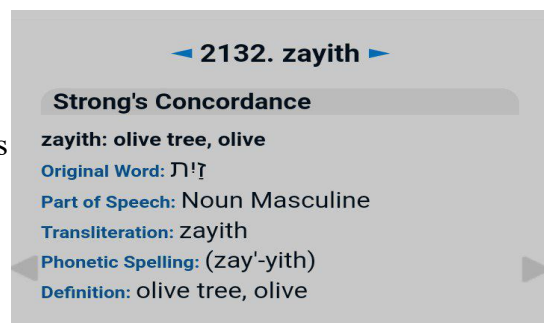 ◄ 2132. zayith ►
Strong's Concordance
zayith: olive tree, olive
Original Word: זַיִת
Part of Speech: Noun Masculine
Transliteration: zayith
Phonetic Spelling: (zay'-yith)
Definition: olive tree, olive